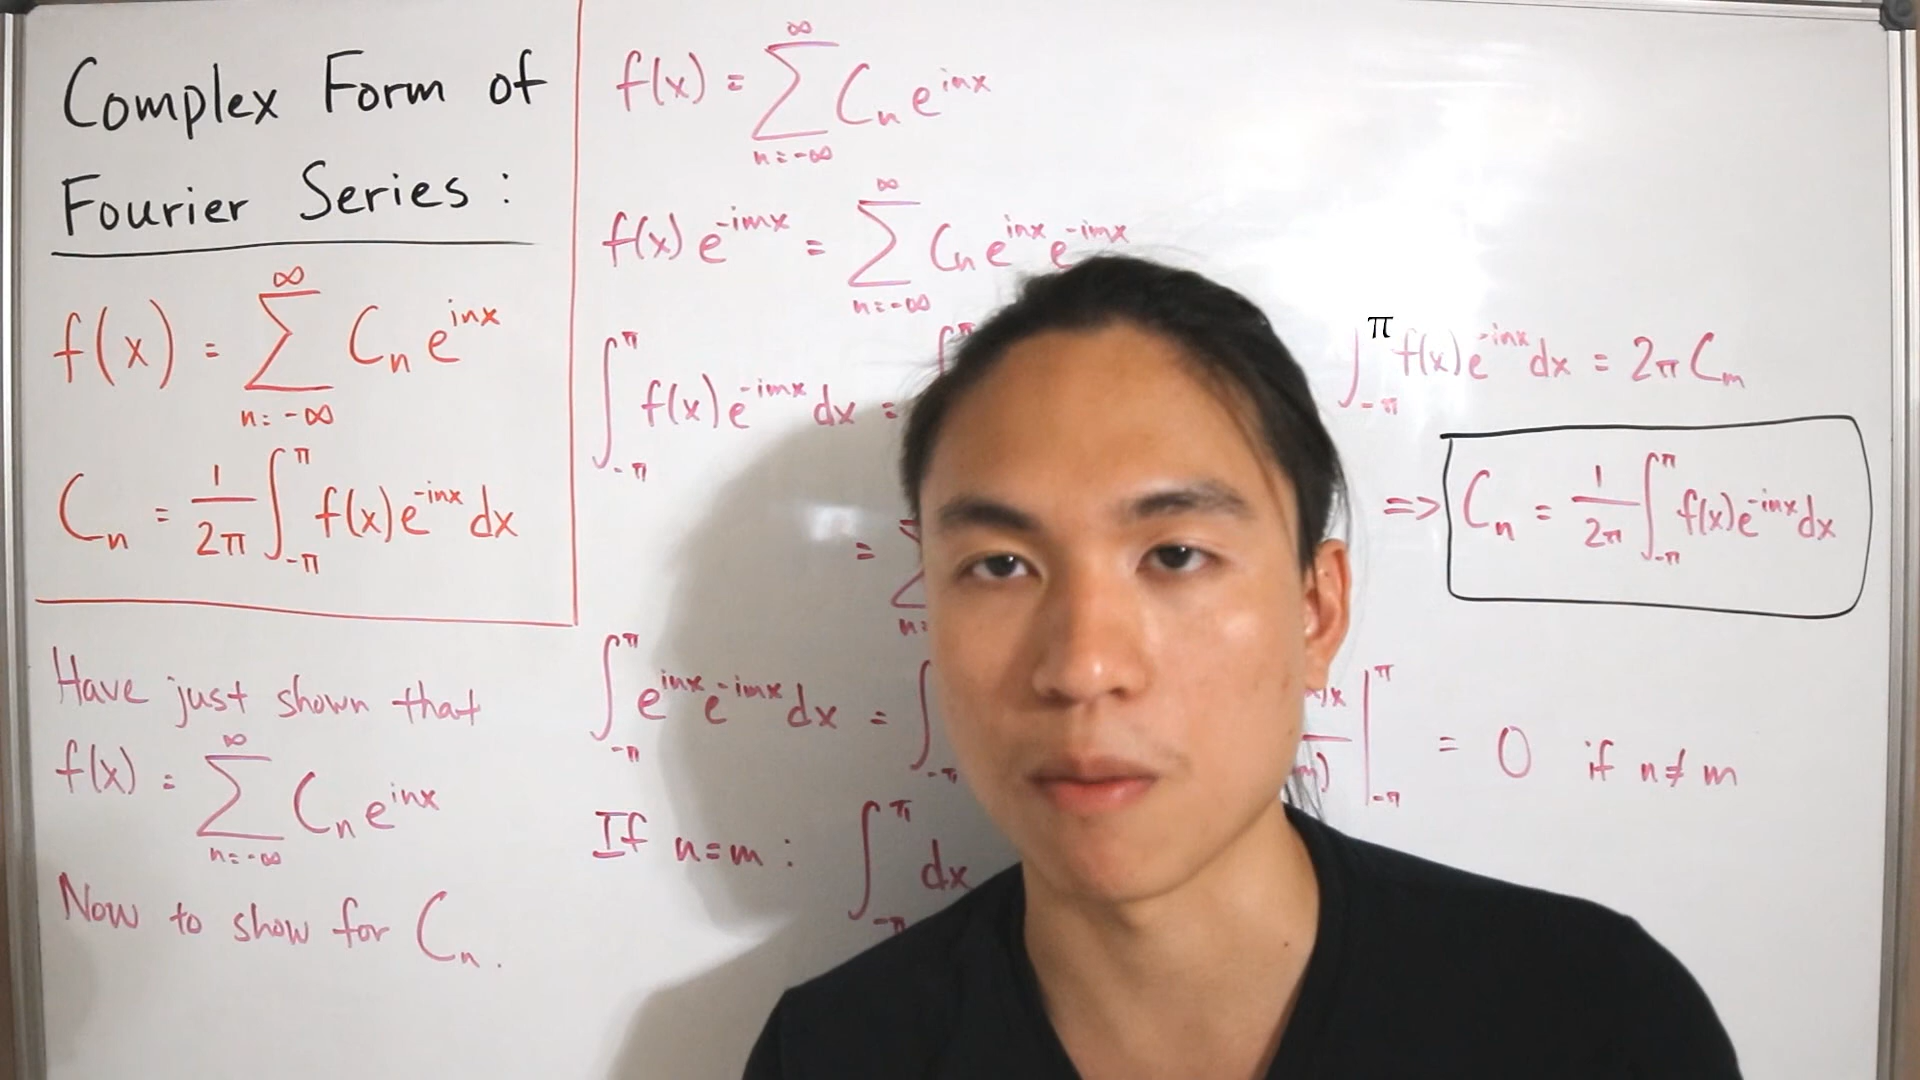 Complex Form of
Fourier Series :
f(x) = ∑_{n=-∞}^{∞} C_n e^{inx}
C_n = 1/2π ∫_{-π}^{π} f(x)e^{-inx} dx
Have just shown that
f(x) = ∑_{n=-∞}^{∞} C_n e^{inx}
Now to show for C_n.
f(x) = ∑_{n=-∞}^{∞} C_n e^{inx}
f(x) e^{-imx} = ∑_{n=-∞}^{∞} C_n e^{inx} e^{-imx}
∫_{-π}^{π} f(x) e^{-imx} dx =
=
∫_{-π}^{π} e^{inx} e^{-imx} dx = ∫_{-π} |_{-π}^{π} = 0 if n≠m
If n=m : ∫_{-π}^{π} dx
∫_{-π}^{π} f(x)e^{-inx} dx = 2π C_m
=> C_n = 1/2π ∫_{-π}^{π} f(x)e^{-inx} dx